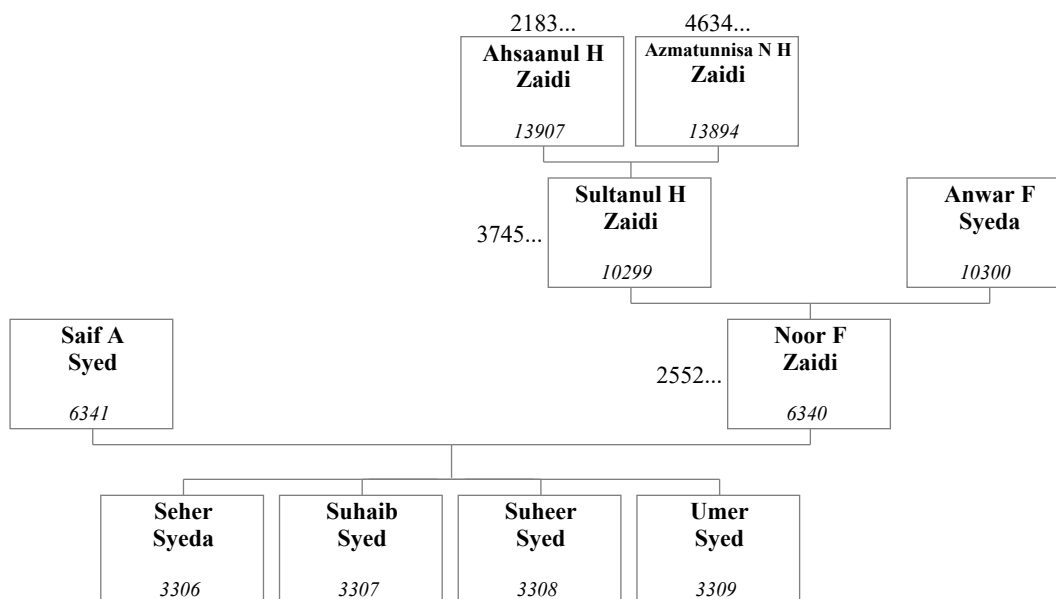 2183...
4634...
Ahsaanul H
Zaidi
13907
Azmatunnisa N H
Zaidi
13894
3745...
Sultanul H
Zaidi
10299
Anwar F
Syeda
10300
Saif A
Syed
6341
2552...
Noor F
Zaidi
6340
Seher
Syeda
3306
Suhaib
Syed
3307
Suheer
Syed
3308
Umer
Syed
3309